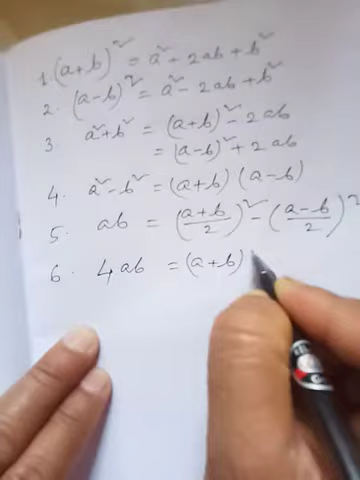 1. (a+b)² = a² + 2ab + b²
2. (a-b)² = a² - 2ab + b²
3. a² + b² = (a+b)² - 2ab
= (a-b)² + 2ab
4. a² - b² = (a+b) (a-b)
5. ab = (a+b/2)² - (a-b/2)²
6. 4ab = (a+b)